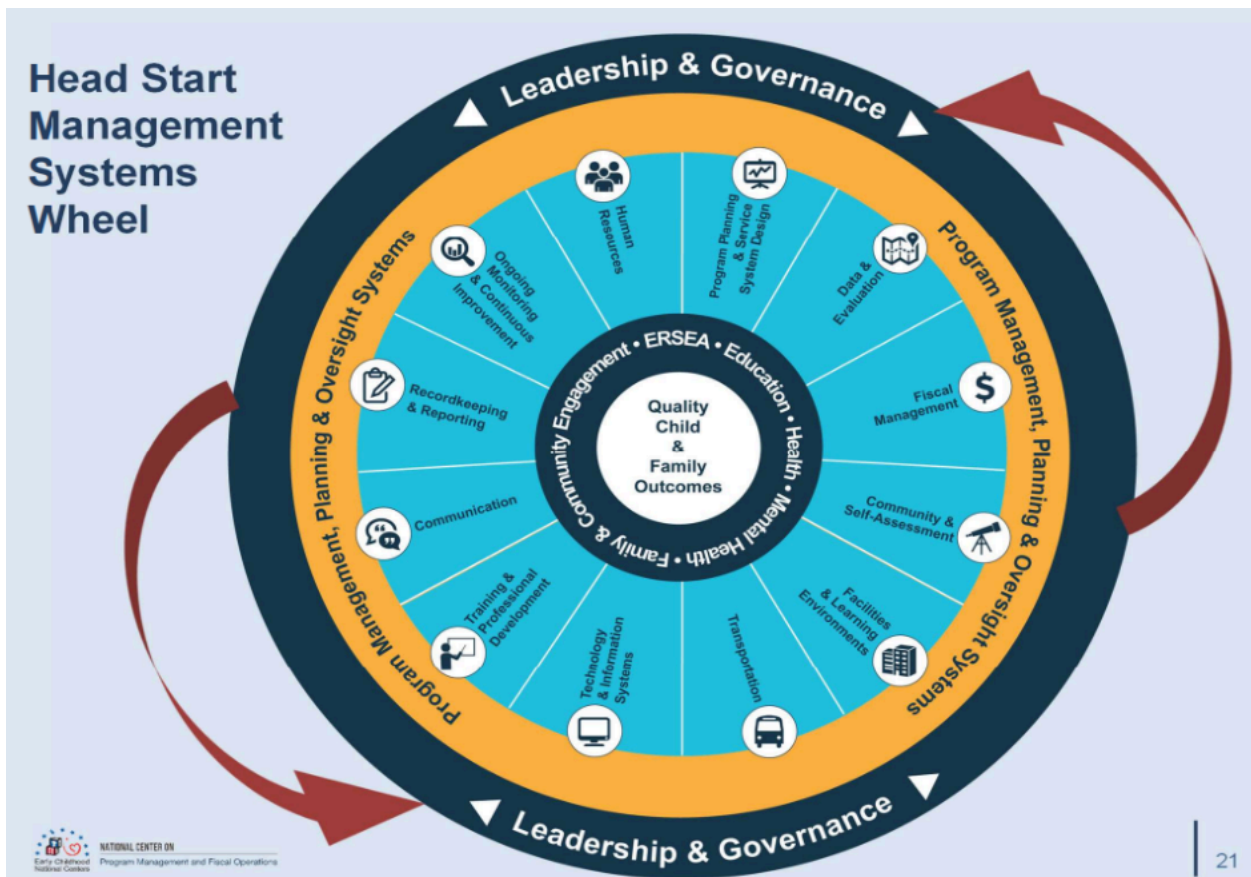 Head Start
Management
Systems
Wheel
Leadership & Governance
Program Management, Planning & Oversight Systems
Program Management, Planning & Oversight Systems
Human
Resources
Program Planning
& Service
System Design
Data &
Evaluation
Fiscal
Management
Community &
Self-Assessment
Facilities
& Learning
Environments
Transportation
Technology
& Information
Systems
Training &
Professional
Development
Communication
Recordkeeping
& Reporting
Ongoing
Monitoring
& Continuous
Improvement
ERSEA • Education • Health • Mental Health • Family & Community Engagement •
Quality
Child
&
Family
Outcomes
$
Leadership & Governance
Early Childhood
National Centers
NATIONAL CENTER ON
Program Management and Fiscal Operations
21